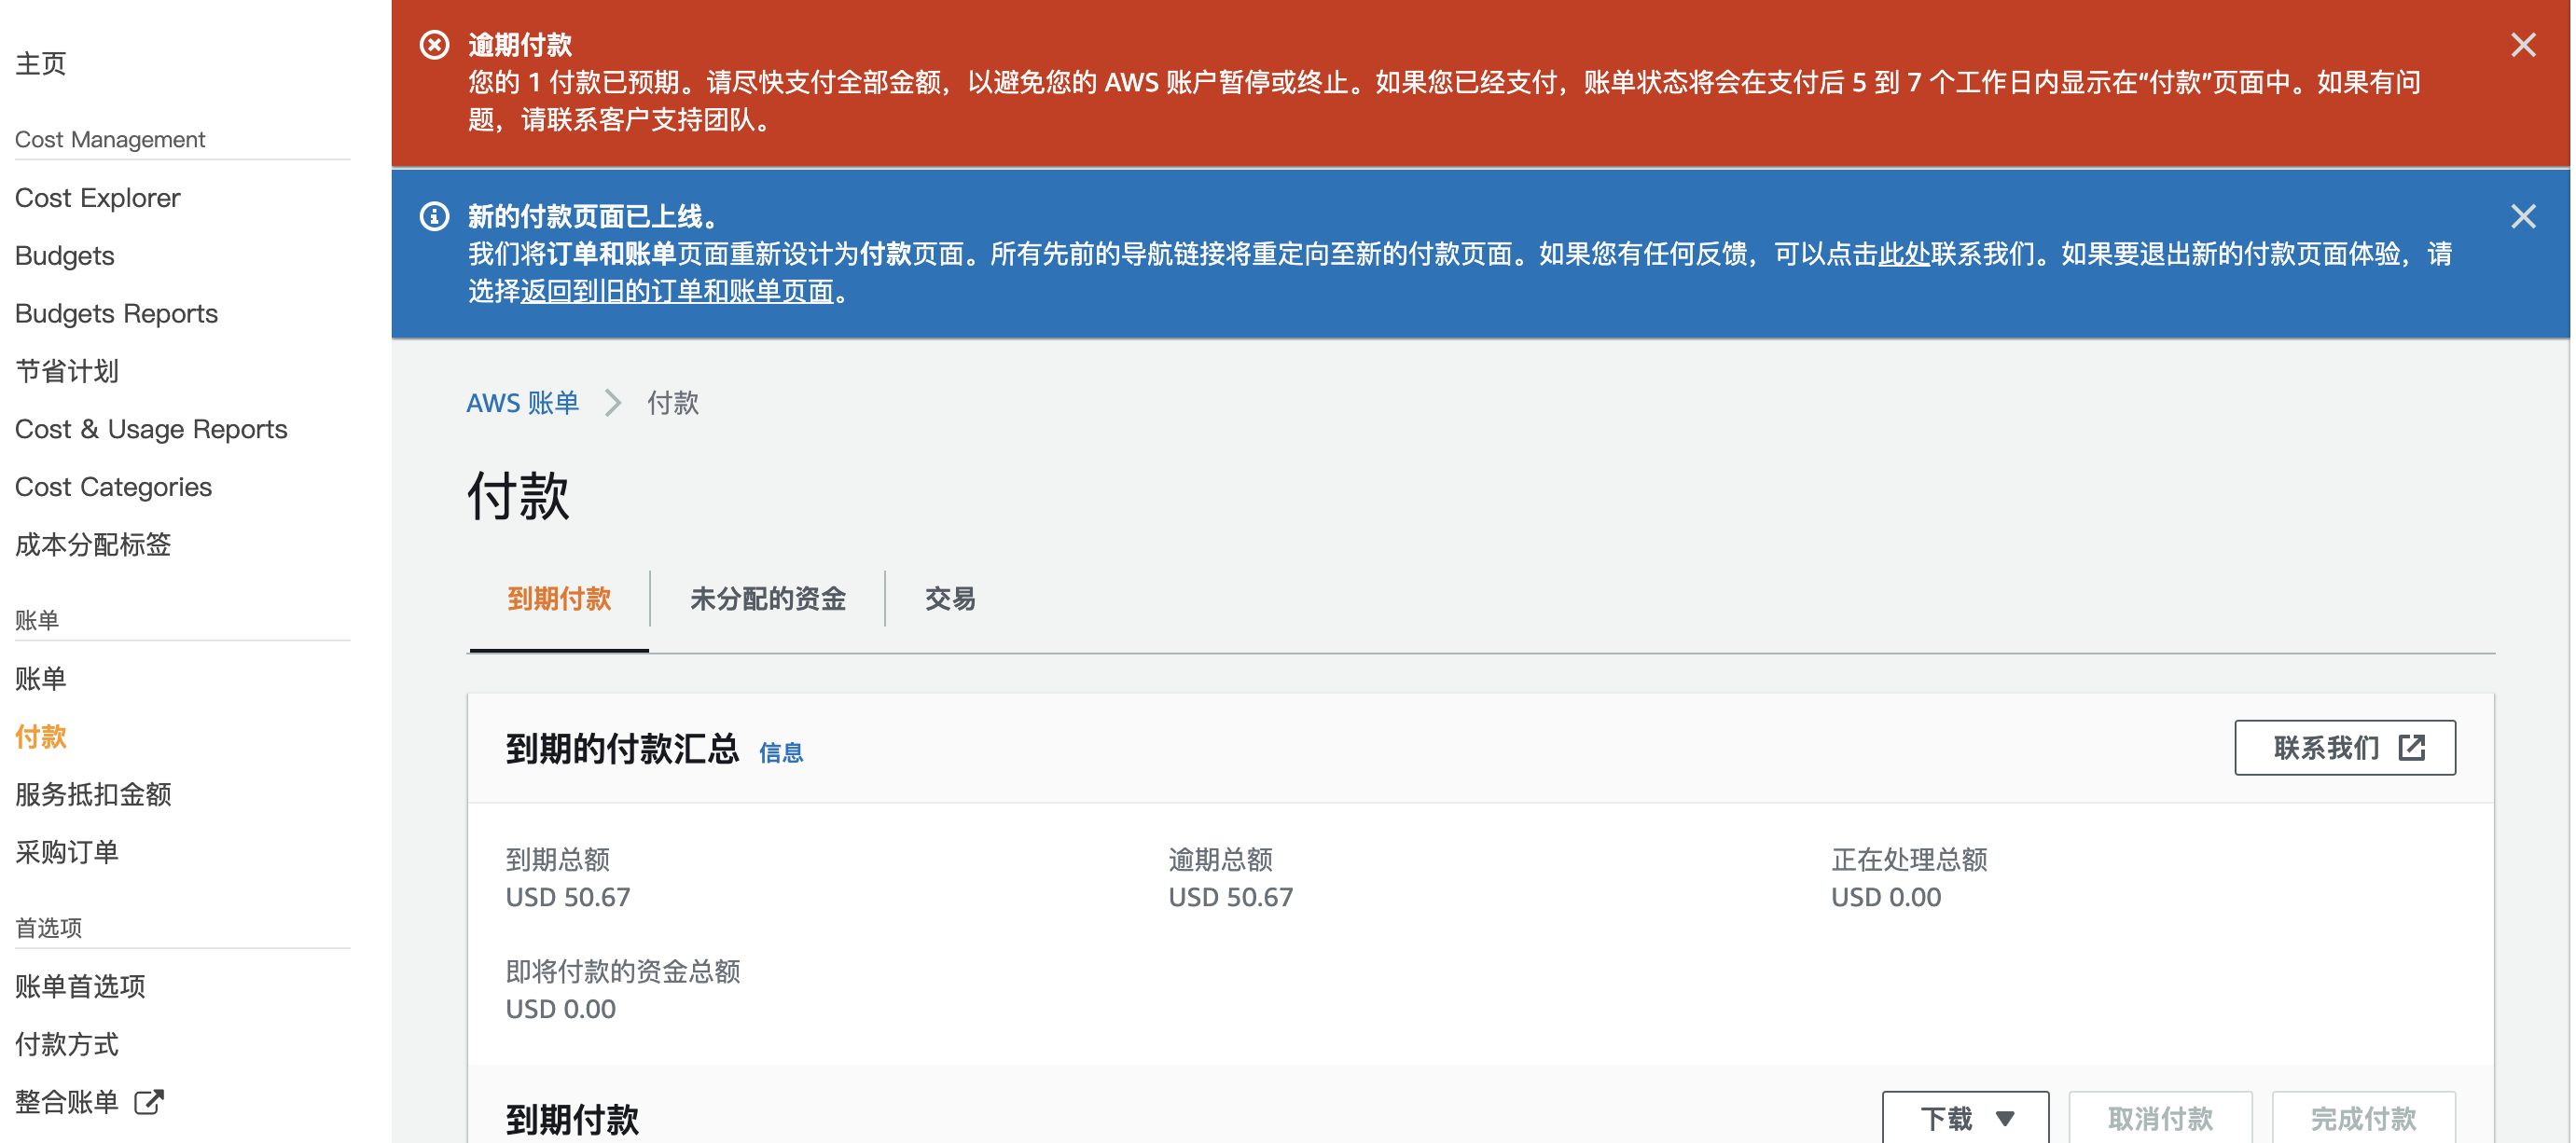 主页
Cost Management
Cost Explorer
Budgets
Budgets Reports
节省计划
Cost & Usage Reports
Cost Categories
成本分配标签
账单
账单
付款
服务抵扣金额
采购订单
首选项
账单首选项
付款方式
整合账单
逾期付款
您的 1 付款已预期。请尽快支付全部金额，以避免您的 AWS 账户暂停或终止。如果您已经支付，账单状态将会在支付后 5 到 7 个工作日内显示在“付款”页面中。如果有问
题，请联系客户支持团队。
新的付款页面已上线。
我们将订单和账单页面重新设计为付款页面。所有先前的导航链接将重定向至新的付款页面。如果您有任何反馈，可以点击此处联系我们。如果要退出新的付款页面体验，请
选择返回到旧的订单和账单页面。
AWS 账单 付款
付款
到期付款 未分配的资金 交易
到期的付款汇总 信息 联系我们
到期总额 逾期总额 正在处理总额
USD 50.67 USD 50.67 USD 0.00
即将付款的资金总额
USD 0.00
到期付款 下载 取消付款 完成付款